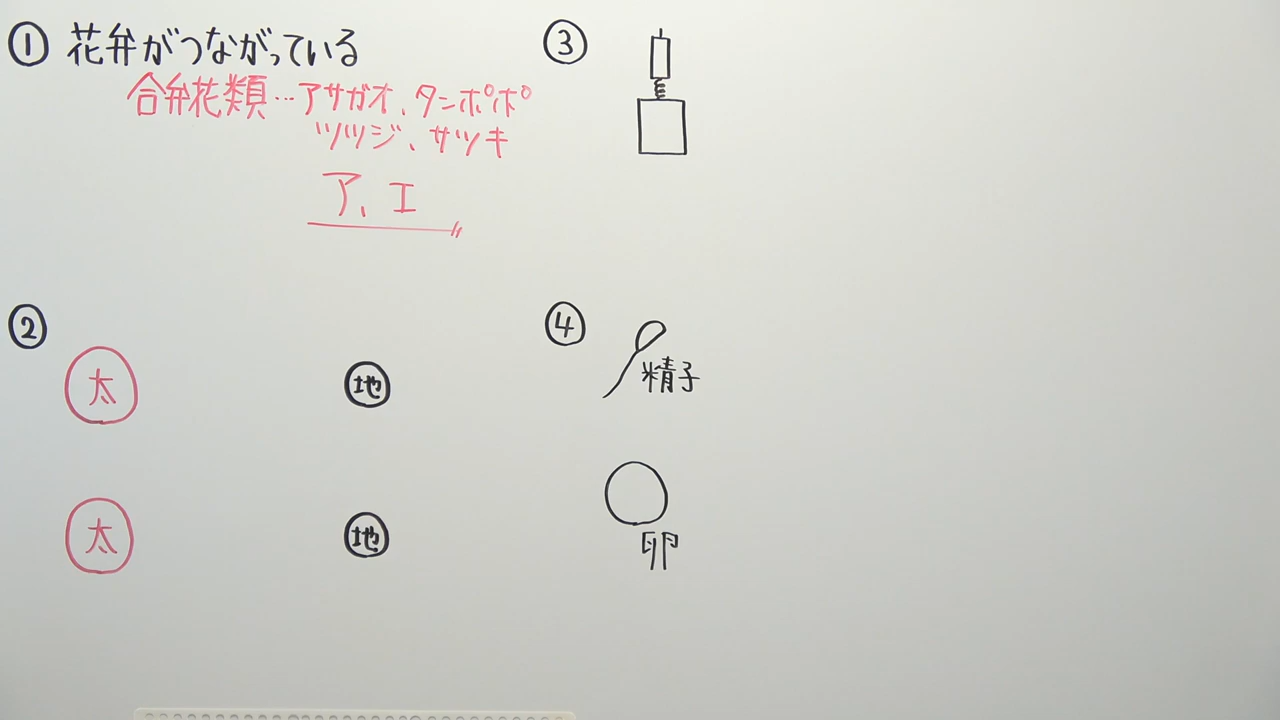 ① 花弁がつながっている
合弁花類…アサガオ、タンポポ
ツツジ、サツキ
ア、エ
②
太 地
太 地
③
④
精子
卵